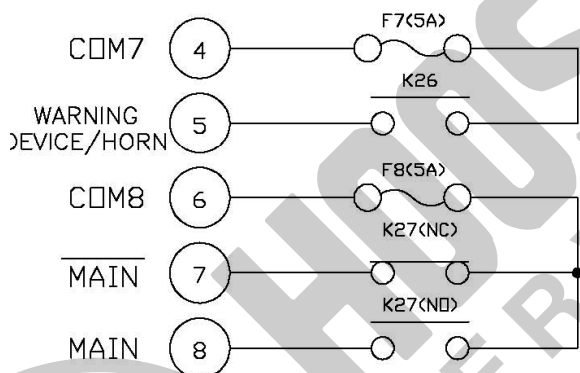 COM7 4 F7(5A)
K26
WARNING
DEVICE/HORN 5
COM8 6 F8(5A)
K27(NC)
MAIN 7
K27(NO)
MAIN 8
HOOS